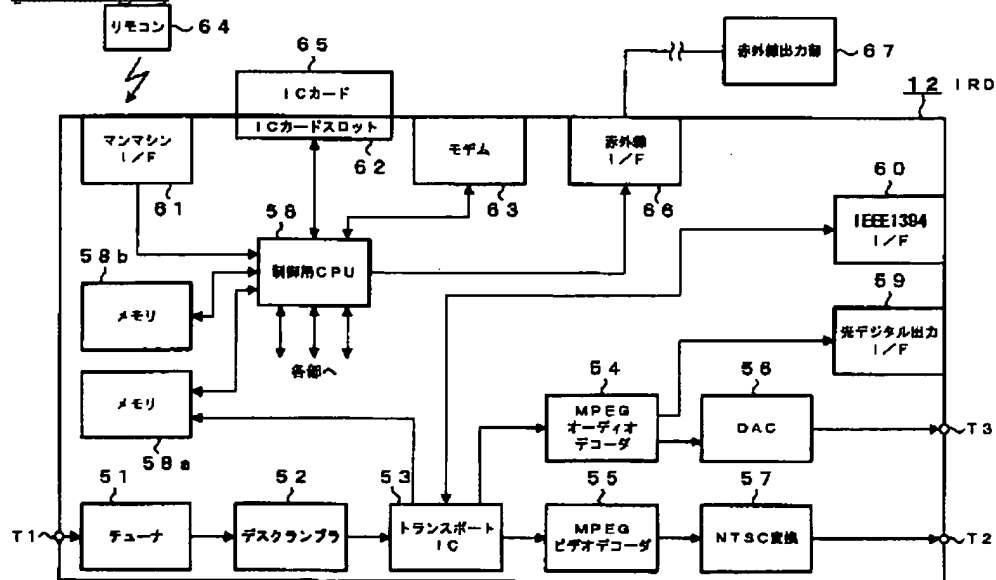 リモコン
64
65
ICカード
ICカードスロット
62
赤外線出力部
67
12 IRD
マンマシン
I/F
61
モデム
63
赤外線
I/F
66
60
IEEE1394
I/F
58
制御用CPU
58b
メモリ
各部へ
59
光デジタル出力
I/F
メモリ
58a
54
MPEG
オーディオ
デコーダ
56
DAC
T3
51
T1
チューナ
52
デスクランブラ
53
トランスポート
IC
55
MPEG
ビデオデコーダ
57
NTSC変換
T2